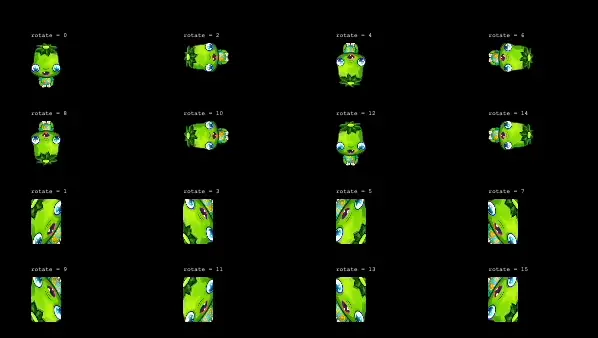 rotate = 0
rotate = 2
rotate = 4
rotate = 6
rotate = 8
rotate = 10
rotate = 12
rotate = 14
rotate = 1
rotate = 3
rotate = 5
rotate = 7
rotate = 9
rotate = 11
rotate = 13
rotate = 15